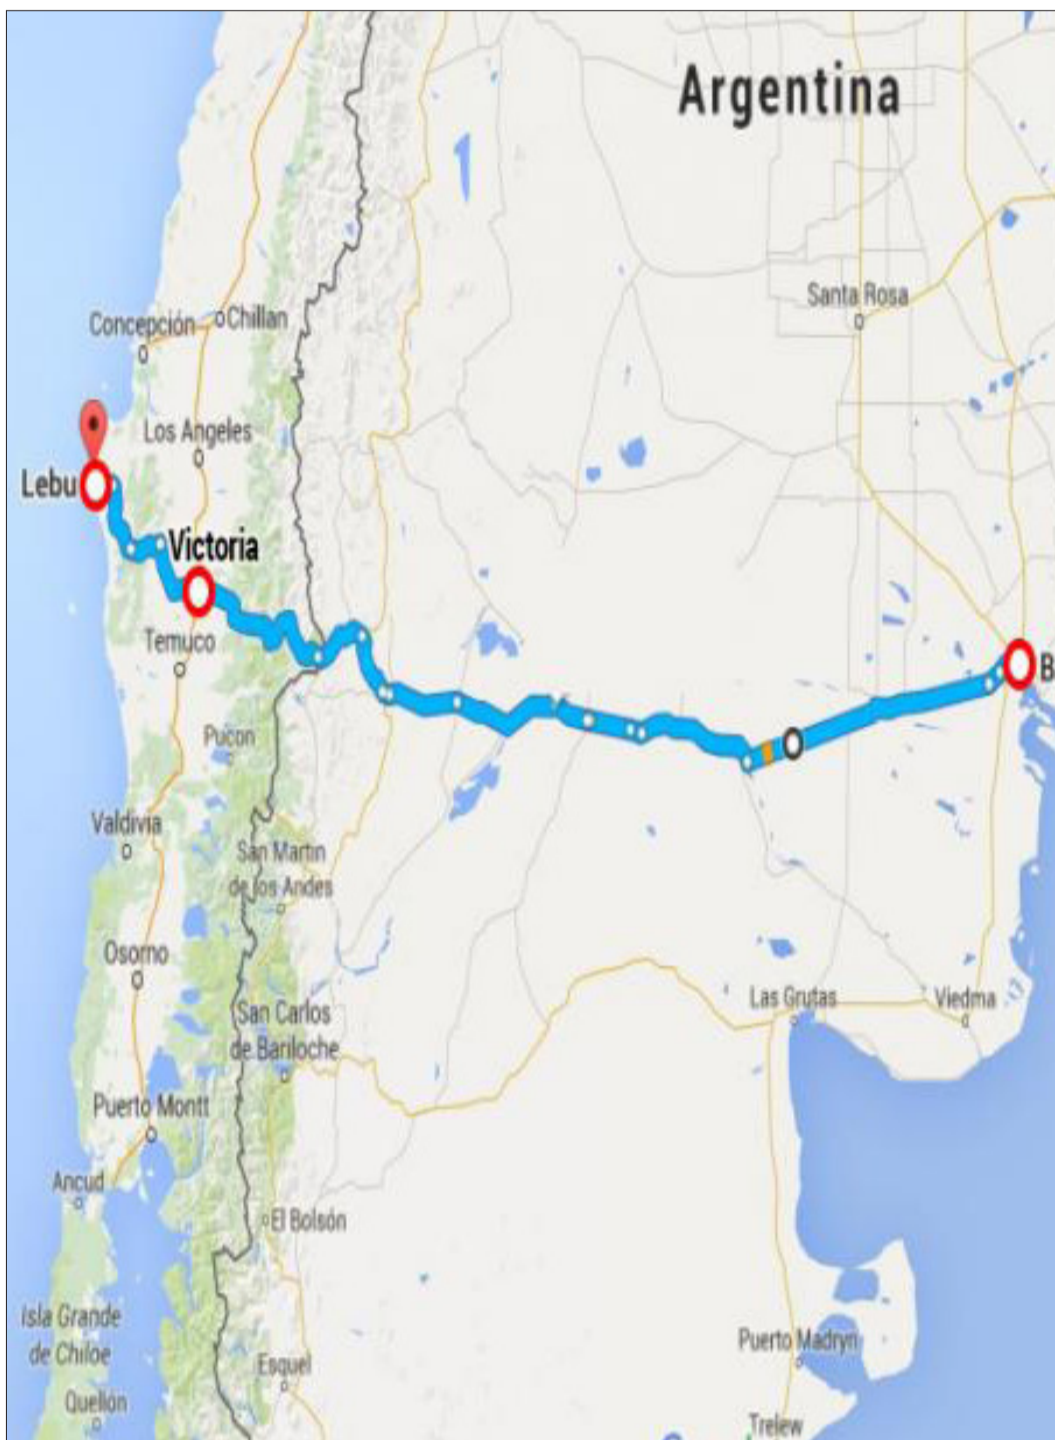 Argentina
Santa Rosa
Chillan
Concepción
Los Angeles
Lebu
Victoria
Temuco
B
Pucon
Valdivia
San Martin
de los Andes
Osorno
Las Grutas
Viedma
San Carlos
de Bariloche
Puerto Montt
Ancud
El Bolsón
Isla Grande
de Chiloe
Puerto Madryn
Esquel
Quellón
Trelew